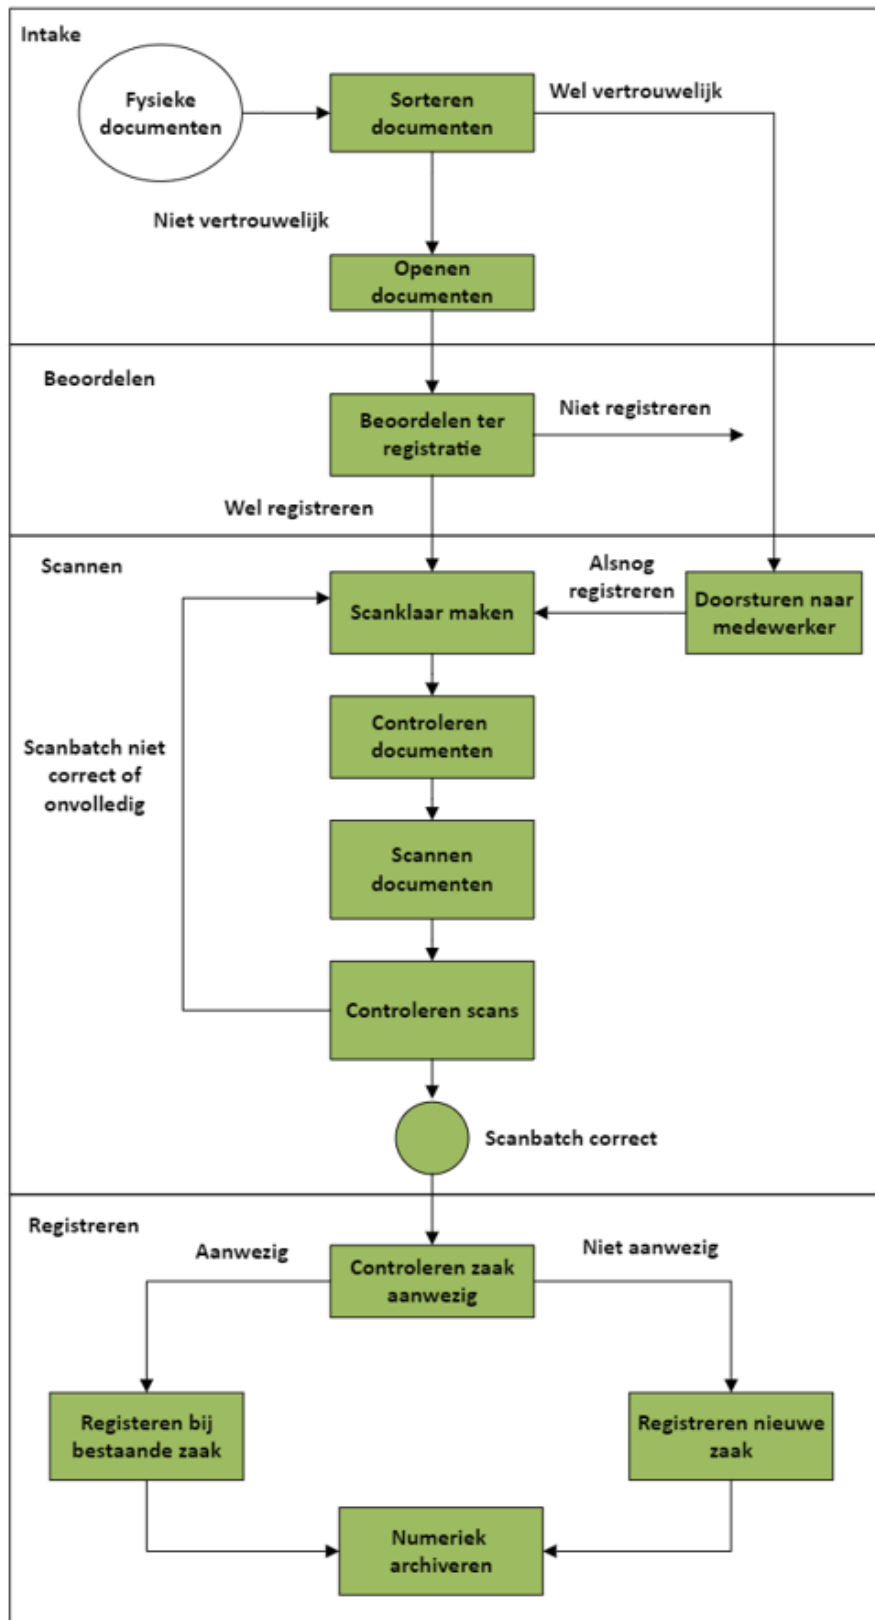 Intake
Fysieke
documenten
Sorteren
documenten
Wel vertrouwelijk
Niet vertrouwelijk
Openen
documenten
Beoordelen
Beoordelen ter
registratie
Niet registreren
Wel registreren
Scannen
Scanklaar maken
Alsnog
registreren
Doorsturen naar
medewerker
Controleren
documenten
Scanbatch niet
correct of
onvolledig
Scannen
documenten
Controleren scans
Scanbatch correct
Registreren
Aanwezig
Controleren zaak
aanwezig
Niet aanwezig
Registeren bij
bestaande zaak
Registreren nieuwe
zaak
Numeriek
archiveren